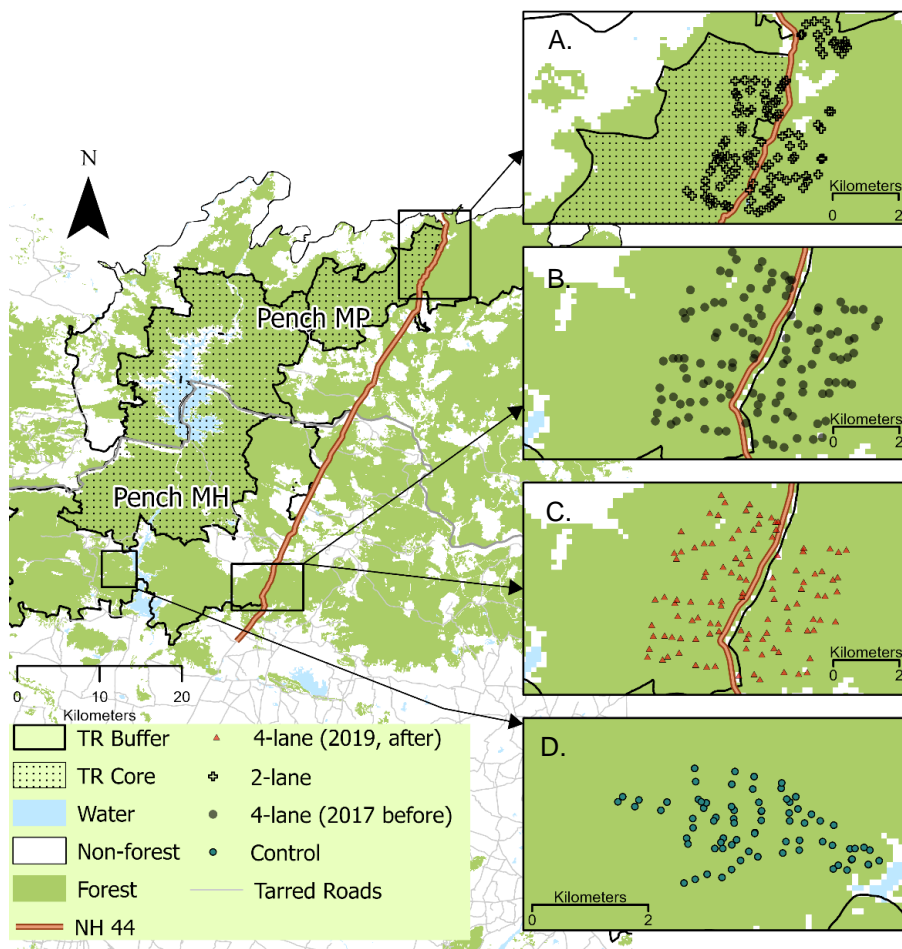 N
Pench MP
Pench MH
0 10 20
Kilometers
TR Buffer
TR Core
Water
Non-forest
Forest
NH 44
4-lane (2019, after)
2-lane
4-lane (2017 before)
Control
Tarred Roads
A.
Kilometers
0 2
B.
Kilometers
0 2
C.
Kilometers
0 2
D.
Kilometers
0 2